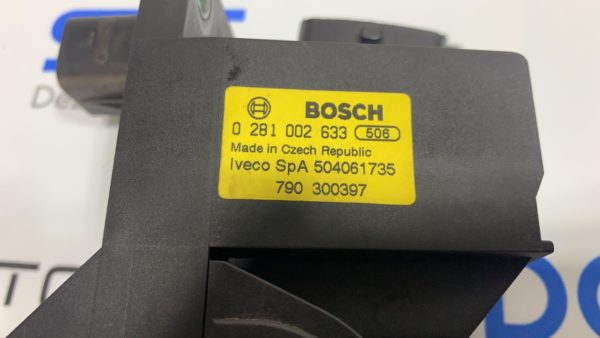 BOSCH
0 281 002 633 506
Made in Czech Republic
Iveco SpA 504061735
790 300397